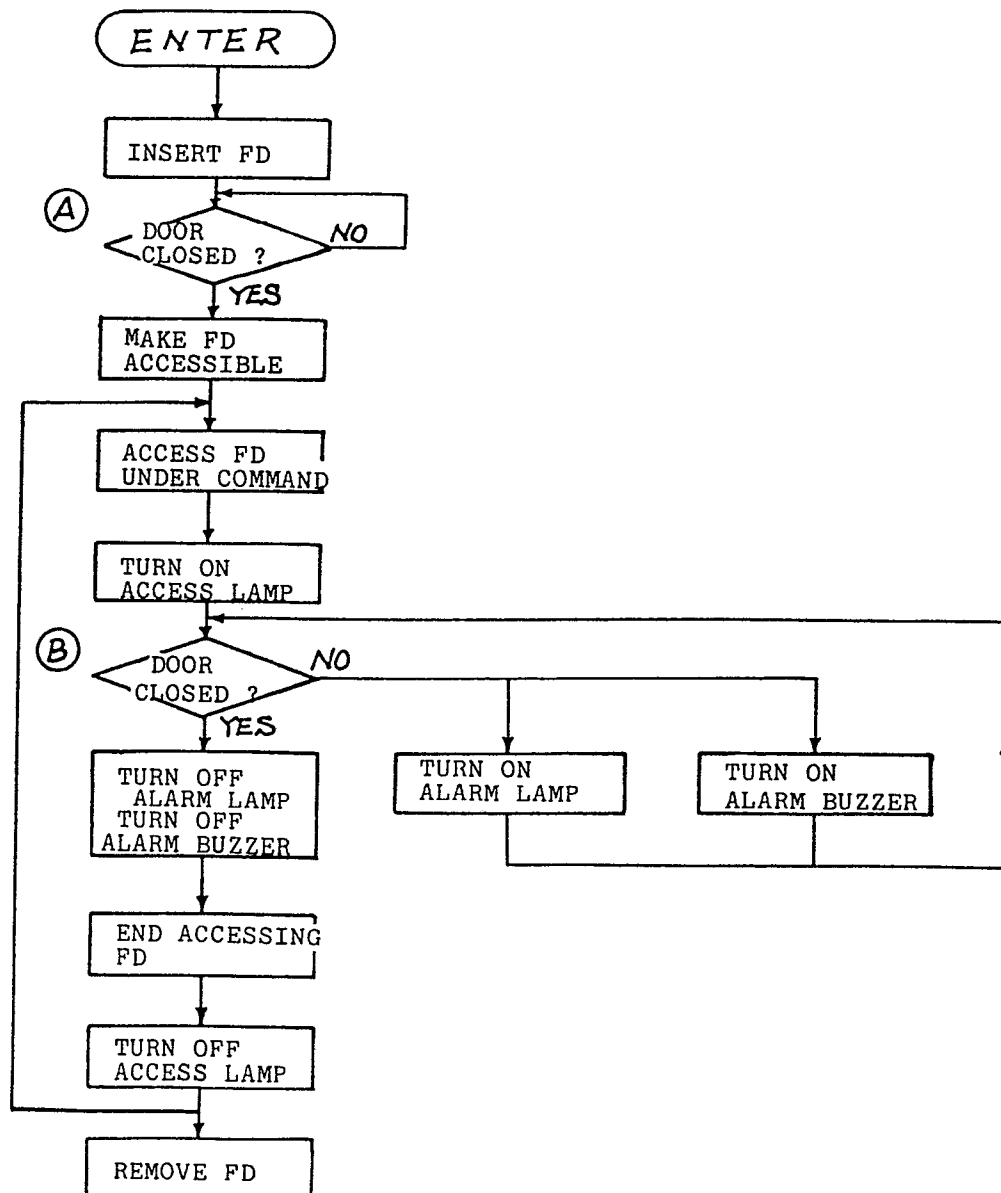 ENTER
INSERT FD
A
DOOR
CLOSED ?
NO
YES
MAKE FD
ACCESSIBLE
ACCESS FD
UNDER COMMAND
TURN ON
ACCESS LAMP
B
DOOR
CLOSED ?
NO
YES
TURN OFF
ALARM LAMP
TURN OFF
ALARM BUZZER
TURN ON
ALARM LAMP
TURN ON
ALARM BUZZER
END ACCESSING
FD
TURN OFF
ACCESS LAMP
REMOVE FD